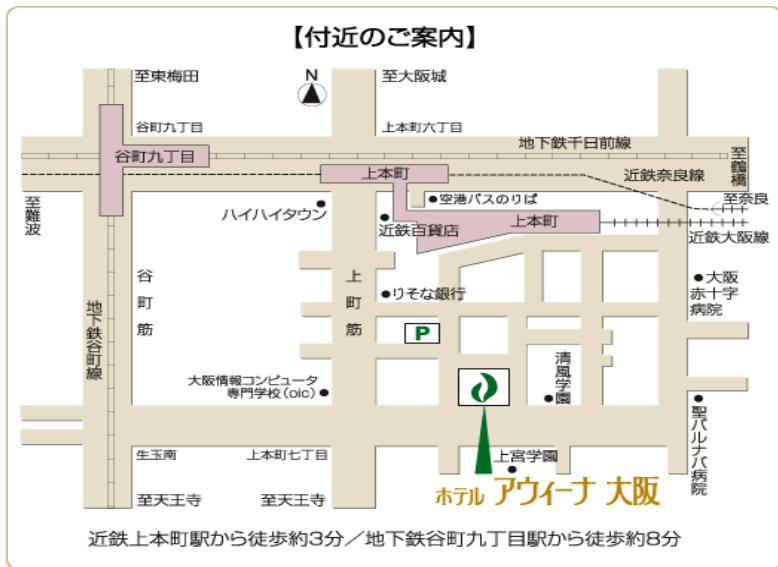 【付近のご案内】
至東梅田
N
至大阪城
谷町九丁目
上本町六丁目
地下鉄千日前線
谷町九丁目
上本町
近鉄奈良線
至鶴橋
至難波
ハイハイタウン
空港バスのりば
近鉄百貨店
上本町
至奈良
近鉄大阪線
谷町筋
上町筋
地下鉄谷町線
りそな銀行
P
大阪
赤十字
病院
大阪情報コンピュータ
専門学校(oic)
清風学園
聖バルナバ病院
生玉南
上本町七丁目
上宮学園
至天王寺
至天王寺
ホテル アウィーナ 大阪
近鉄上本町駅から徒歩約3分／地下鉄谷町九丁目駅から徒歩約8分